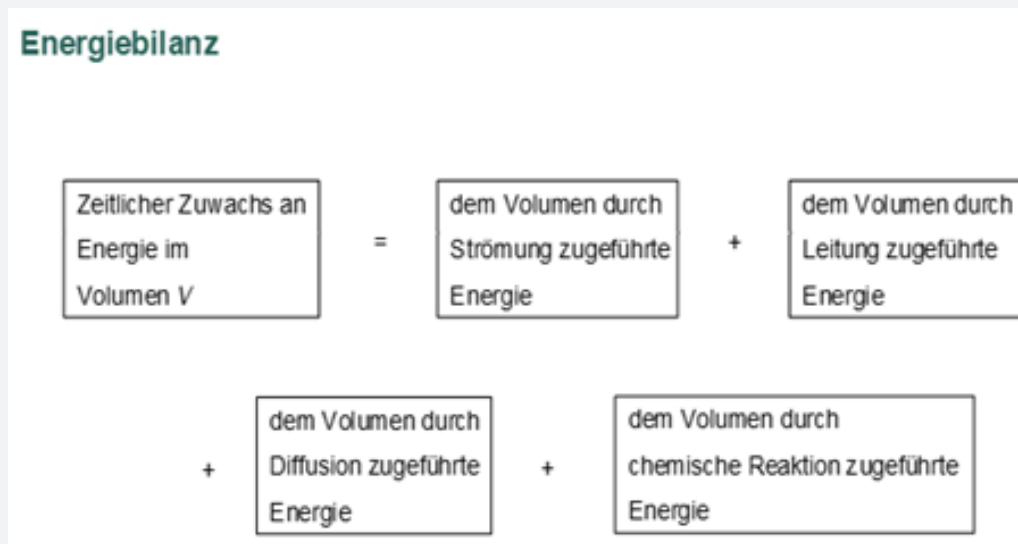 Energiebilanz
Zeitlicher Zuwachs an
Energie im
Volumen V
=
dem Volumen durch
Strömung zugeführte
Energie
+
dem Volumen durch
Leitung zugeführte
Energie
+
dem Volumen durch
Diffusion zugeführte
Energie
+
dem Volumen durch
chemische Reaktion zugeführte
Energie